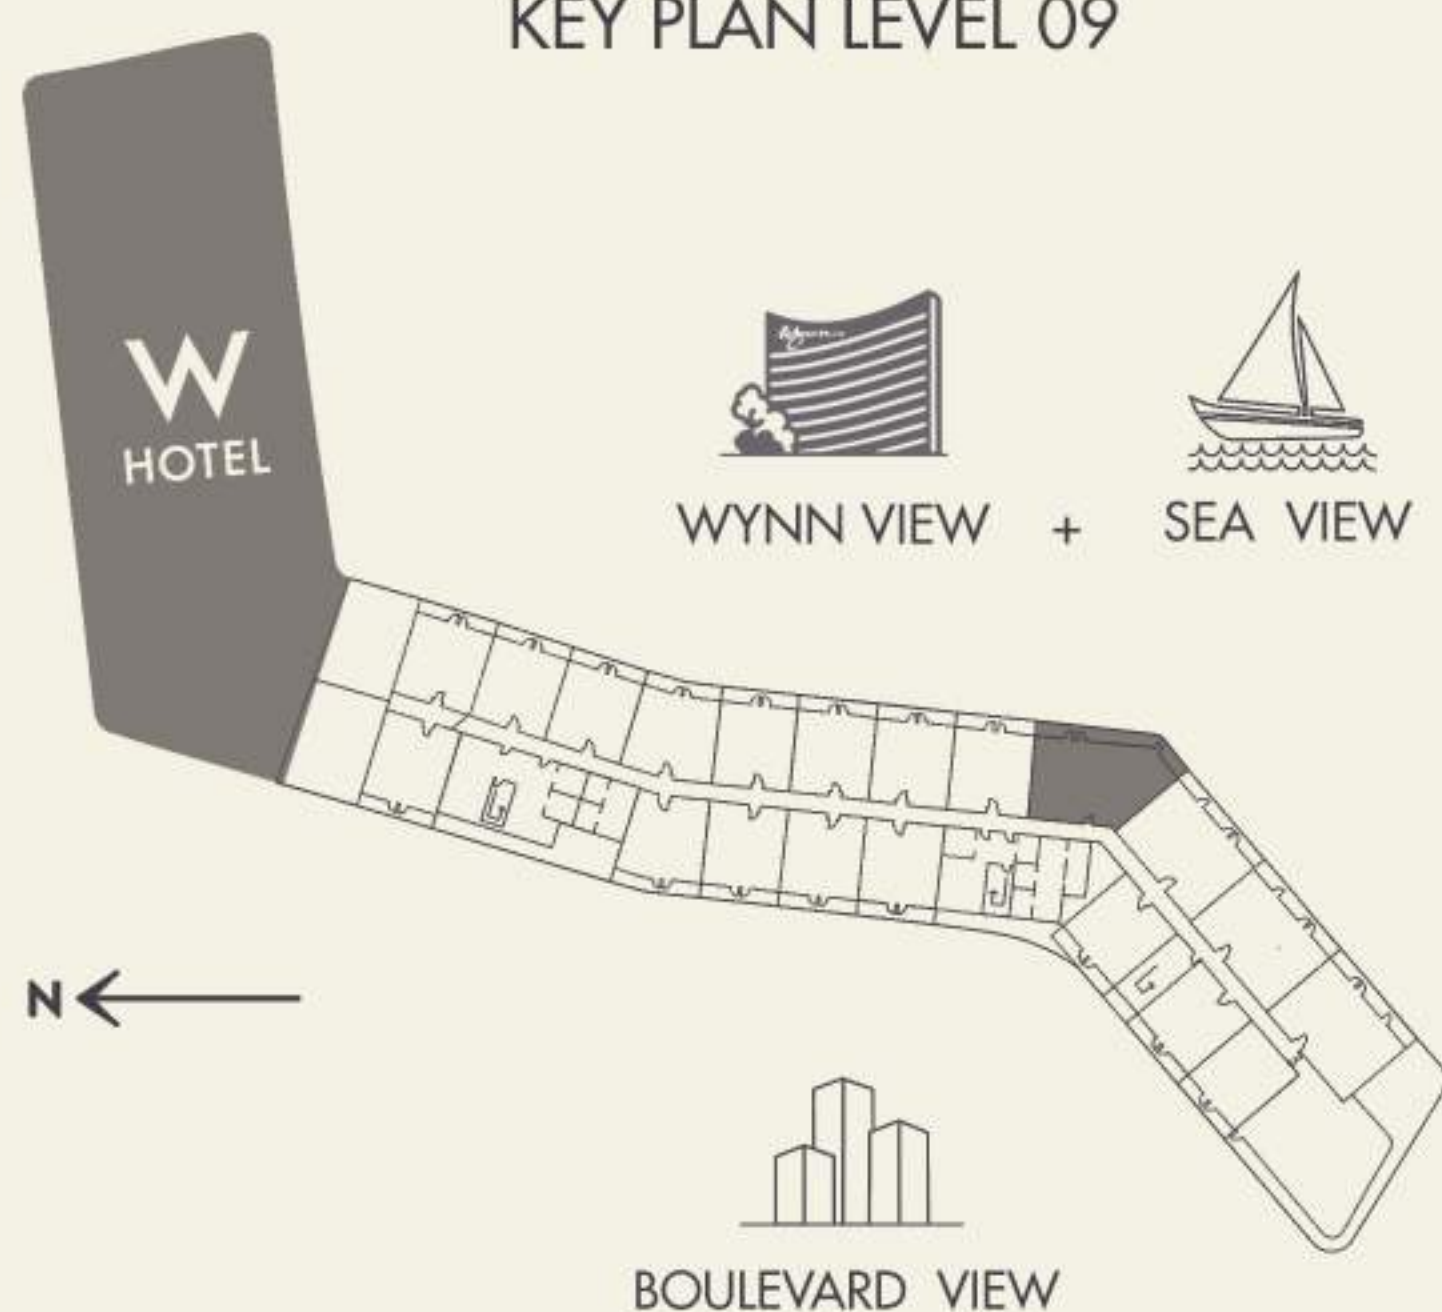 KEY PLAN LEVEL 09
W
HOTEL
WYNN VIEW + SEA VIEW
N
BOULEVARD VIEW